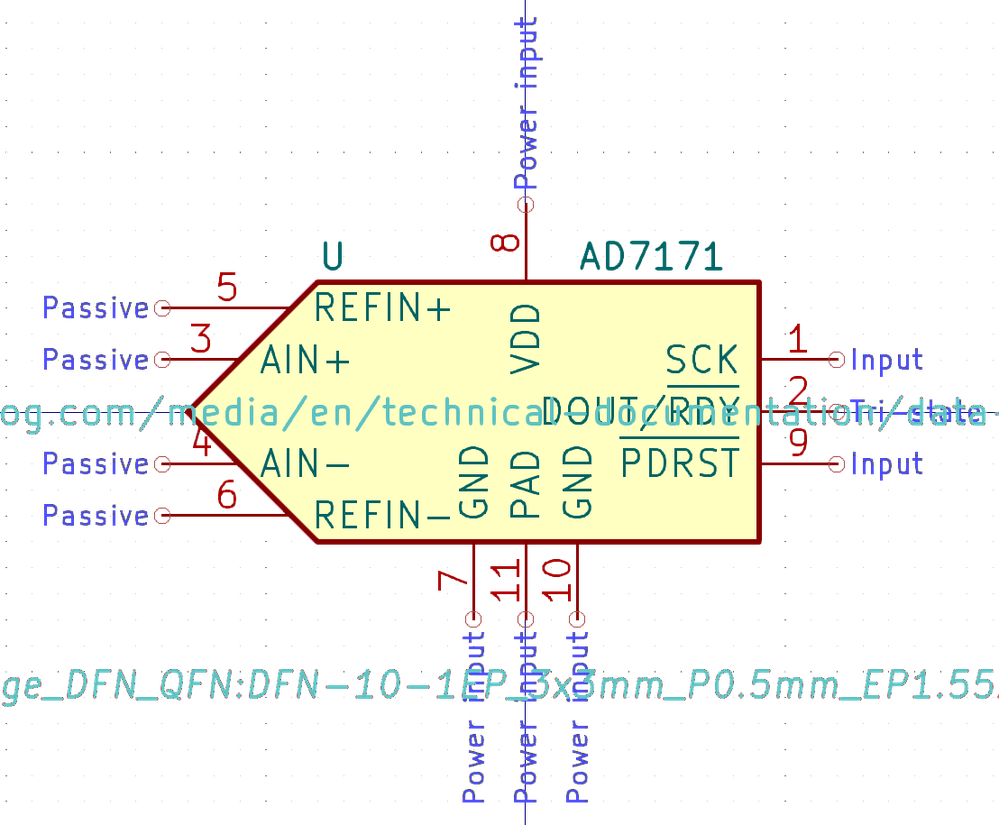 Power input
8
U
AD7171
Passive
5
REFIN+
VDD
Passive
3
AIN+
SCK
1
Input
og.com/media/en/technical-documentation/data-
DOUT/RDY
2
Tri-state
4
Passive
AIN-
PDRST
9
Input
Passive
6
REFIN-
GND
PAD
GND
7
11
10
ge_DFN_QFN:DFN-10-1EP_3x3mm_P0.5mm_EP1.55
Power input
Power input
Power input